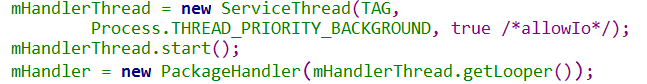 mHandlerThread = new ServiceThread(TAG,
Process.THREAD_PRIORITY_BACKGROUND, true /*allowIo*/);
mHandlerThread.start();
mHandler = new PackageHandler(mHandlerThread.getLooper());